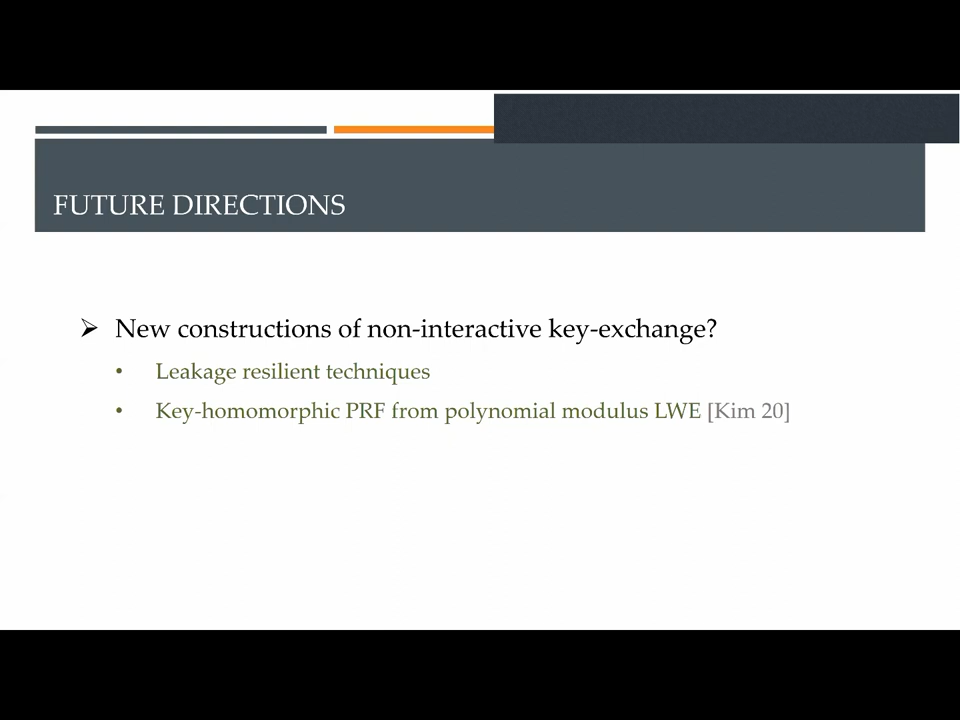 FUTURE DIRECTIONS
➢ New constructions of non-interactive key-exchange?
• Leakage resilient techniques
• Key-homomorphic PRF from polynomial modulus LWE [Kim 20]